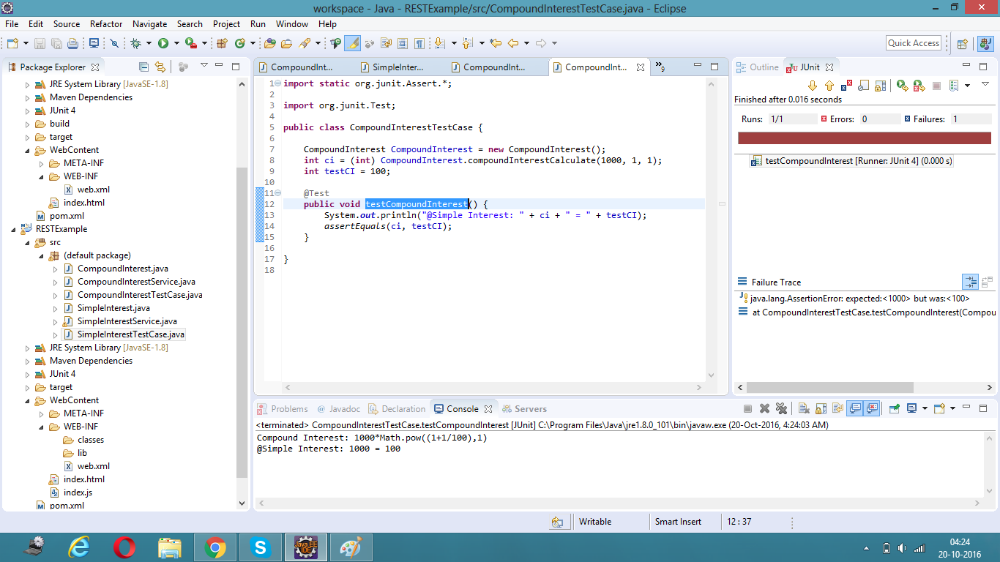 workspace - Java - RESTExample/src/CompoundInterestTestCase.java - Eclipse
File Edit Source Refactor Navigate Search Project Run Window Help
Quick Access
Package Explorer
JRE System Library [JavaSE-1.8]
Maven Dependencies
JUnit 4
build
target
WebContent
META-INF
WEB-INF
web.xml
index.html
pom.xml
RESTExample
src
(default package)
CompoundInterest.java
CompoundInterestService.java
CompoundInterestTestCase.java
SimpleInterest.java
SimpleInterestService.java
SimpleInterestTestCase.java
JRE System Library [JavaSE-1.8]
Maven Dependencies
JUnit 4
target
WebContent
META-INF
WEB-INF
classes
lib
web.xml
index.html
index.js
pom.xml
CompoundInt... SimpleInter... CompoundInt... CompoundInt... »9
1 import static org.junit.Assert.*;
2
3 import org.junit.Test;
4
5 public class CompoundInterestTestCase {
6
7 CompoundInterest CompoundInterest = new CompoundInterest();
8 int ci = (int) CompoundInterest.compoundInterestCalculate(1000, 1, 1);
9 int testCI = 100;
10
11 @Test
12 public void testCompoundInterest() {
13 System.out.println("@Simple Interest: " + ci + " = " + testCI);
14 assertEquals(ci, testCI);
15 }
16
17 }
18
Outline JUnit
Finished after 0.016 seconds
Runs: 1/1 Errors: 0 Failures: 1
testCompoundInterest [Runner: JUnit 4] (0.000 s)
Failure Trace
java.lang.AssertionError: expected:<1000> but was:<100>
at CompoundInterestTestCase.testCompoundInterest(Compou
Problems @ Javadoc Declaration Console Servers
<terminated> CompoundInterestTestCase.testCompoundInterest [JUnit] C:\Program Files\Java\jre1.8.0_101\bin\javaw.exe (20-Oct-2016, 4:24:03 AM)
Compound Interest: 1000*Math.pow((1+1/100),1)
@Simple Interest: 1000 = 100
Writable Smart Insert 12 : 37
Java EE
IDE
04:24
20-10-2016